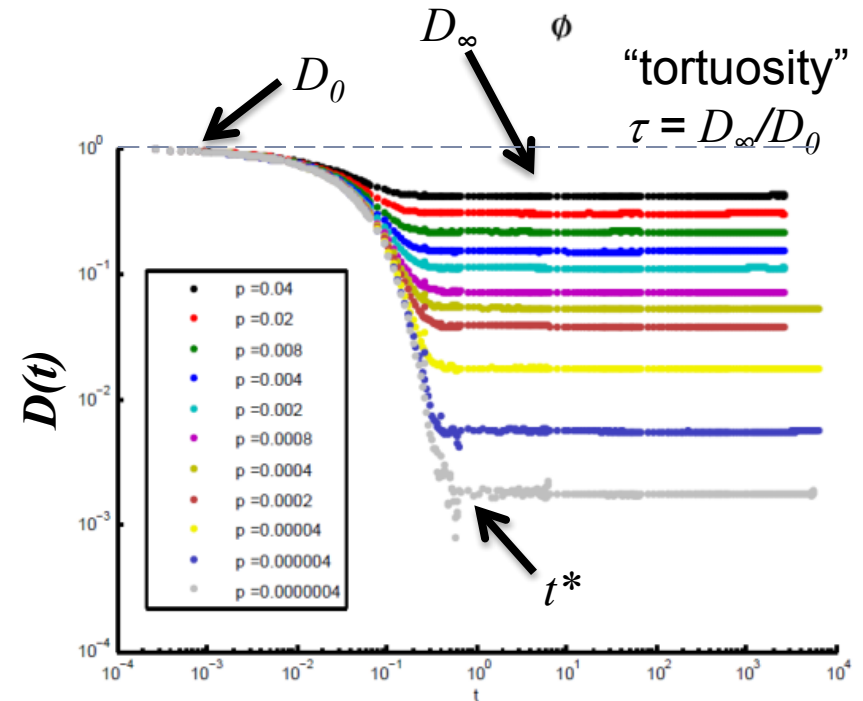 D∞
ϕ
D0
“tortuosity”
τ = D∞/D0
D(t)
10^0
10^-1
10^-2
10^-3
10^-4
p =0.04
p =0.02
p =0.008
p =0.004
p =0.002
p =0.0008
p =0.0004
p =0.0002
p =0.00004
p =0.000004
p =0.0000004
t*
10^-4 10^-3 10^-2 10^-1 10^0 10^1 10^2 10^3 10^4
t